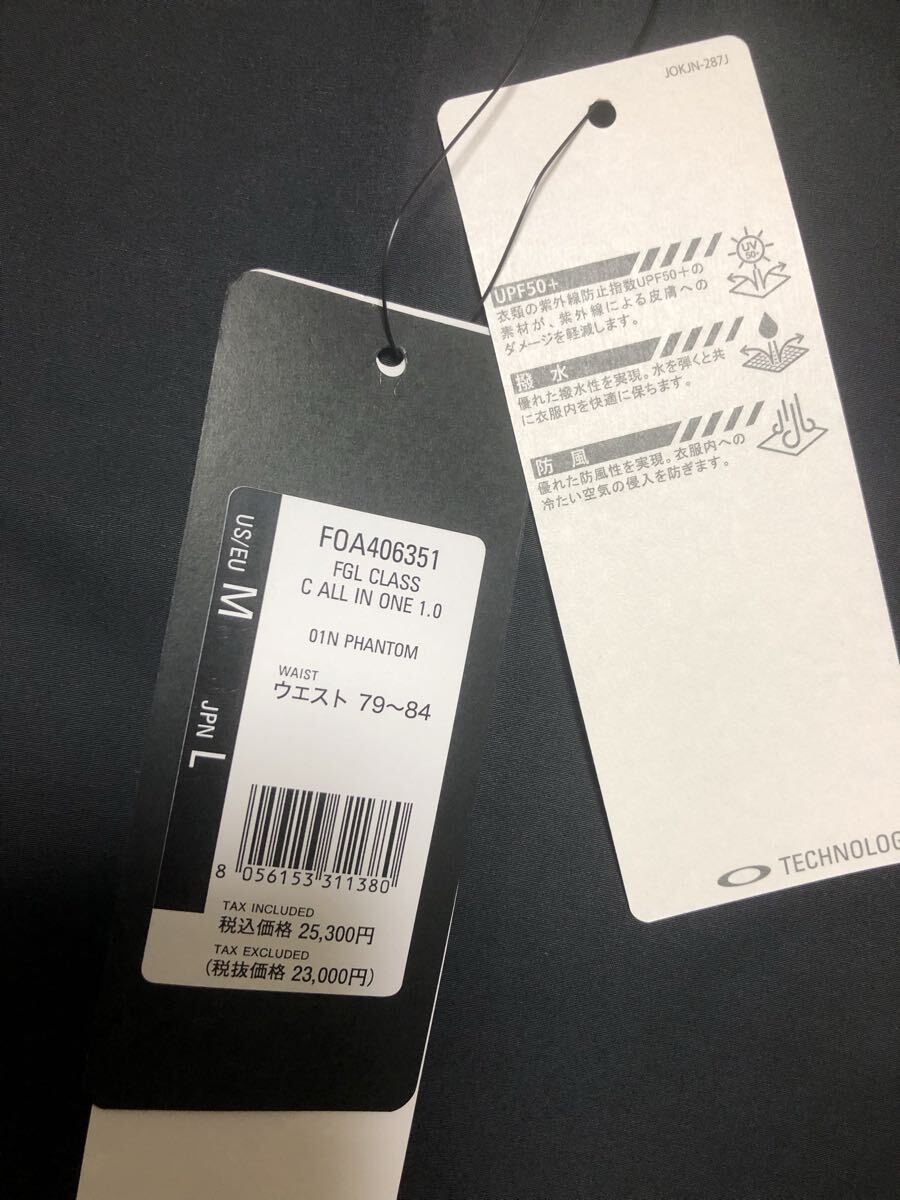 JOKJN-287J
UV
50+
UPF50+
衣類の紫外線防止指数UPF50+の
素材が、紫外線による皮膚への
ダメージを軽減します。
撥水
優れた撥水性を実現。水を弾くと共
に衣服内を快適に保ちます。
防風
優れた防風性を実現。衣服内への
冷たい空気の侵入を防ぎます。
TECHNOLOG
US/EU M JPN L
FOA406351
FGL CLASS
C ALL IN ONE 1.0
01N PHANTOM
WAIST
ウエスト 79~84
8 056153 311380
TAX INCLUDED
税込価格 25,300円
TAX EXCLUDED
(税抜価格 23,000円)